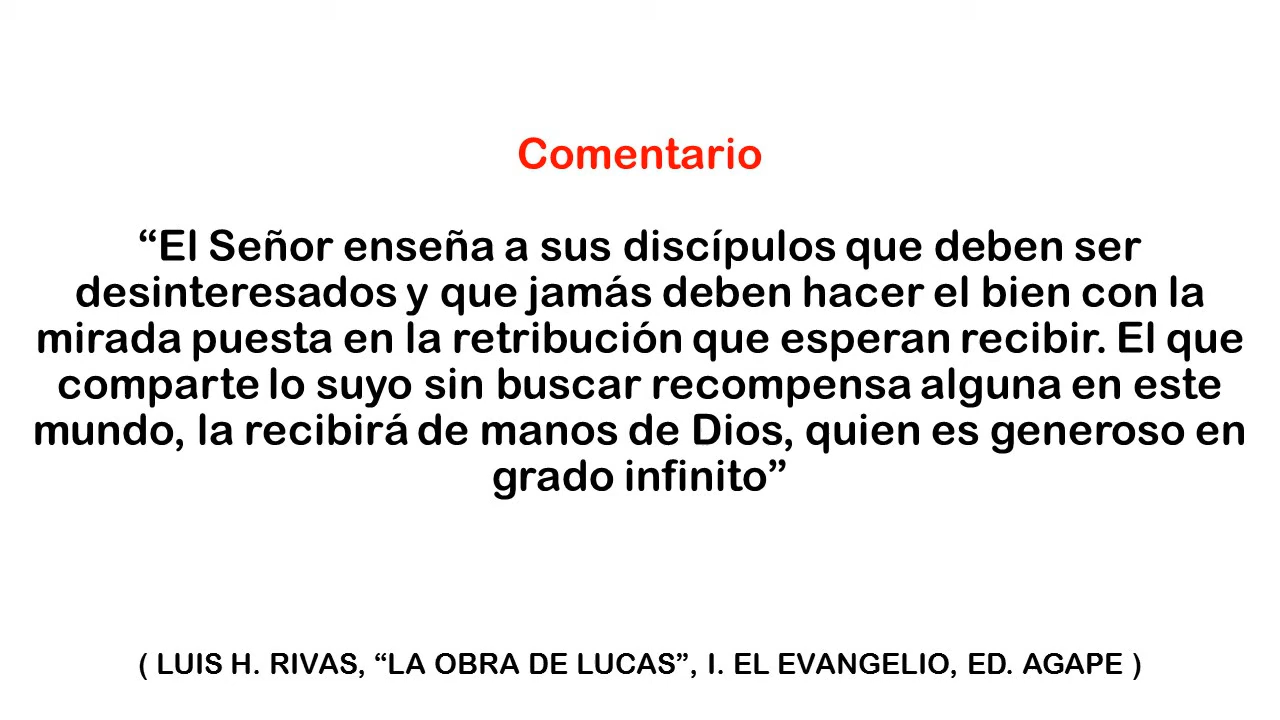 Comentario
“El Señor enseña a sus discípulos que deben ser
desinteresados y que jamás deben hacer el bien con la
mirada puesta en la retribución que esperan recibir. El que
comparte lo suyo sin buscar recompensa alguna en este
mundo, la recibirá de manos de Dios, quien es generoso en
grado infinito”
( LUIS H. RIVAS, “LA OBRA DE LUCAS”, I. EL EVANGELIO, ED. AGAPE )